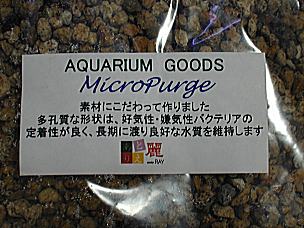 AQUARIUM GOODS
MicroPurge
素材にこだわって作りました
多孔質な形状は、好気性・嫌気性バクテリアの
定着性が良く、長期に渡り良好な水質を維持します
麗
RAY